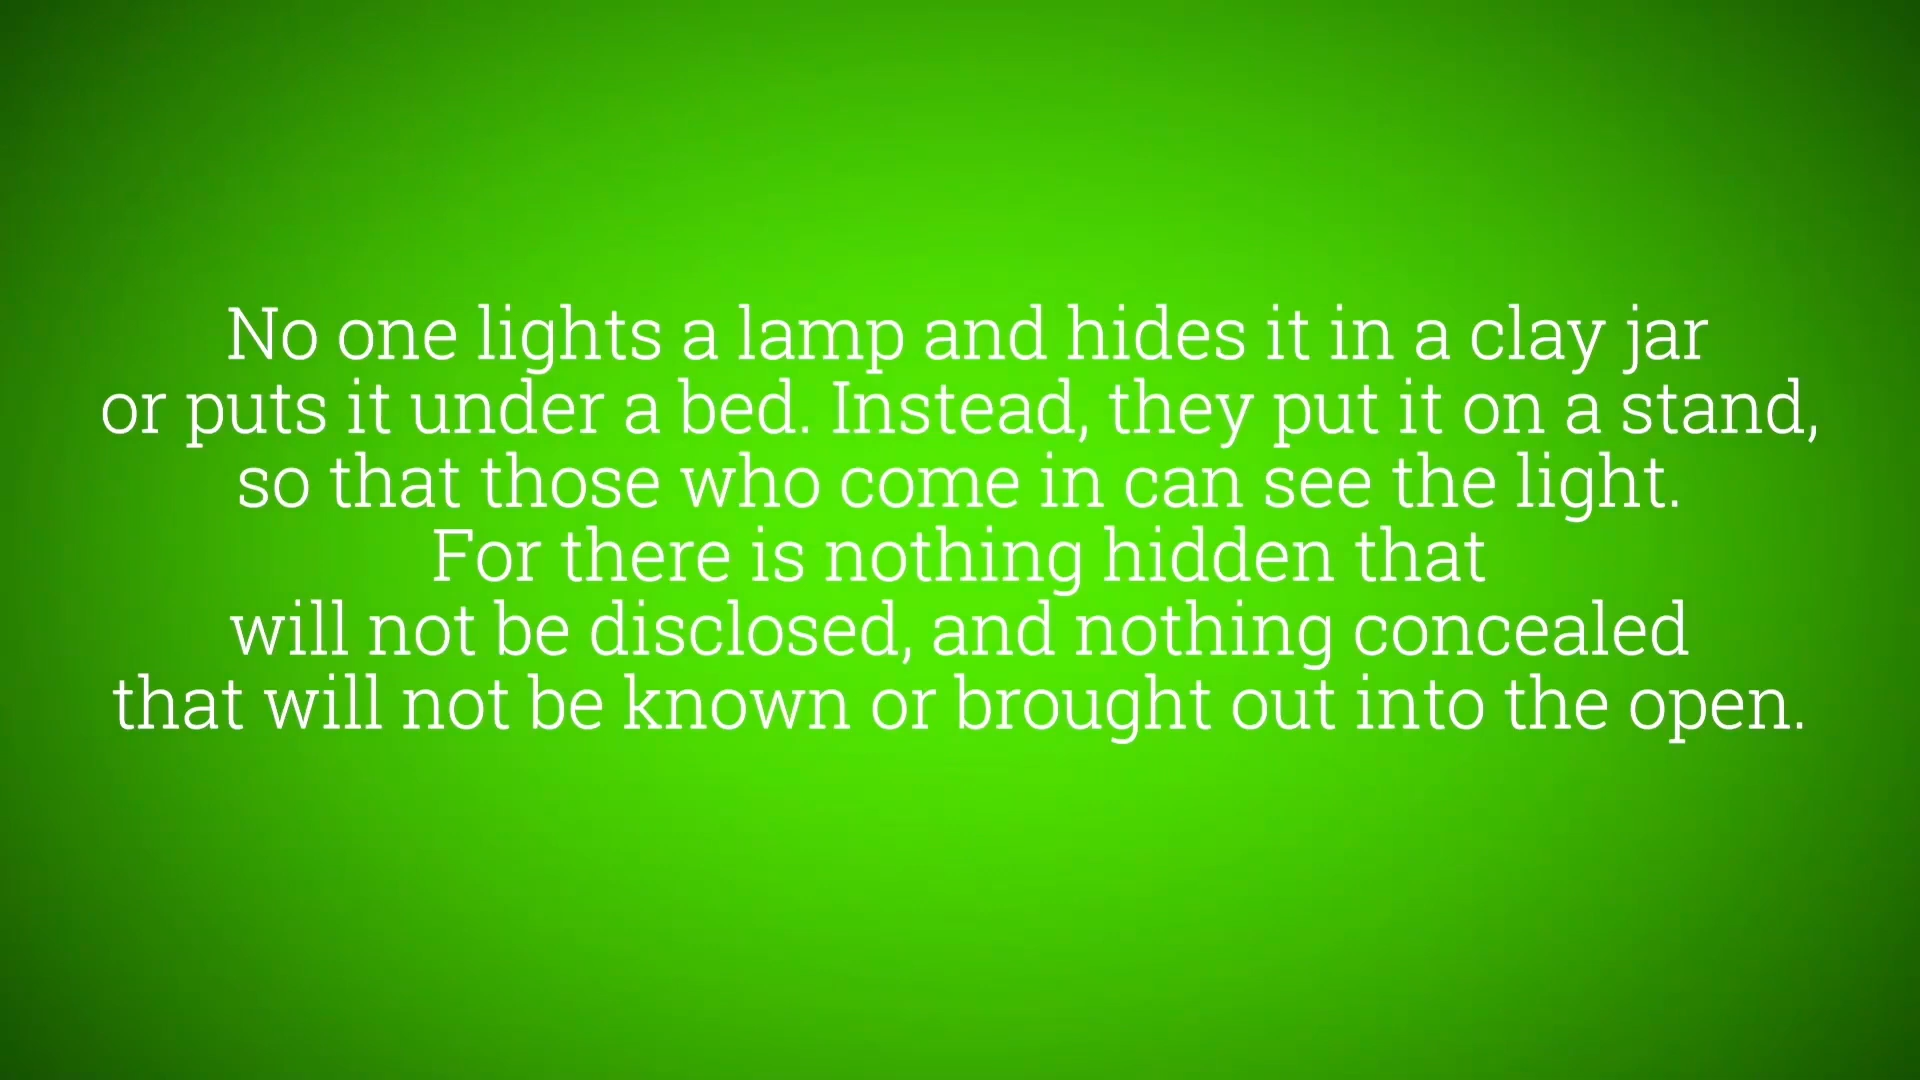 No one lights a lamp and hides it in a clay jar
or puts it under a bed. Instead, they put it on a stand,
so that those who come in can see the light.
For there is nothing hidden that
will not be disclosed, and nothing concealed
that will not be known or brought out into the open.